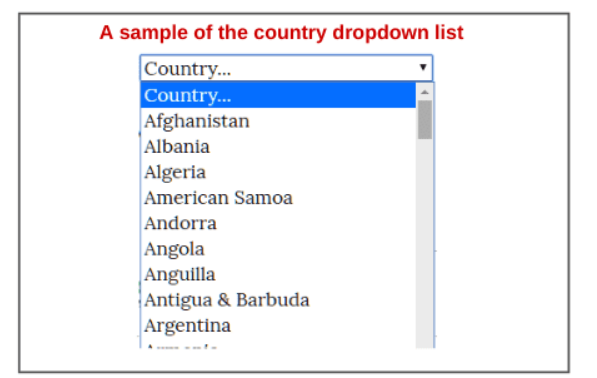 A sample of the country dropdown list
Country...
Country...
Afghanistan
Albania
Algeria
American Samoa
Andorra
Angola
Anguilla
Antigua & Barbuda
Argentina